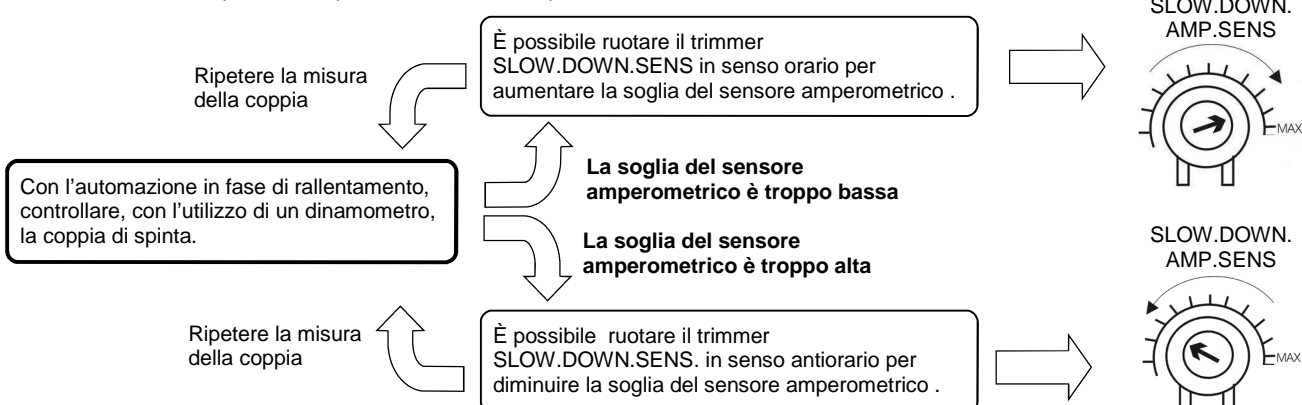 SLOW.DOWN.
AMP.SENS
È possibile ruotare il trimmer
SLOW.DOWN.SENS in senso orario per
aumentare la soglia del sensore amperometrico .
Ripetere la misura
della coppia
MAX
La soglia del sensore
amperometrico è troppo bassa
Con l'automazione in fase di rallentamento,
controllare, con l'utilizzo di un dinamometro,
la coppia di spinta.
La soglia del sensore
amperometrico è troppo alta
SLOW.DOWN.
AMP.SENS
Ripetere la misura
della coppia
È possibile  ruotare il trimmer
SLOW.DOWN.SENS. in senso antiorario per
diminuire la soglia del sensore amperometrico .
MAX